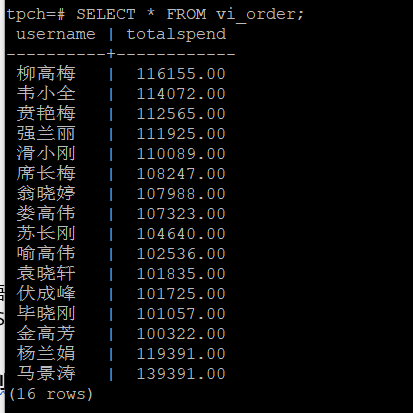 tpch=# SELECT * FROM vi_order;
username | totalspend
----------+------------
柳高梅 | 116155.00
韦小全 | 114072.00
贲艳梅 | 112565.00
强兰丽 | 111925.00
滑小刚 | 110089.00
席长梅 | 108247.00
翁晓婷 | 107988.00
娄高伟 | 107323.00
苏长刚 | 104640.00
喻高伟 | 102536.00
袁晓轩 | 101835.00
伏成峰 | 101725.00
毕晓刚 | 101057.00
金高芳 | 100322.00
杨兰娟 | 119391.00
马景涛 | 139391.00
(16 rows)